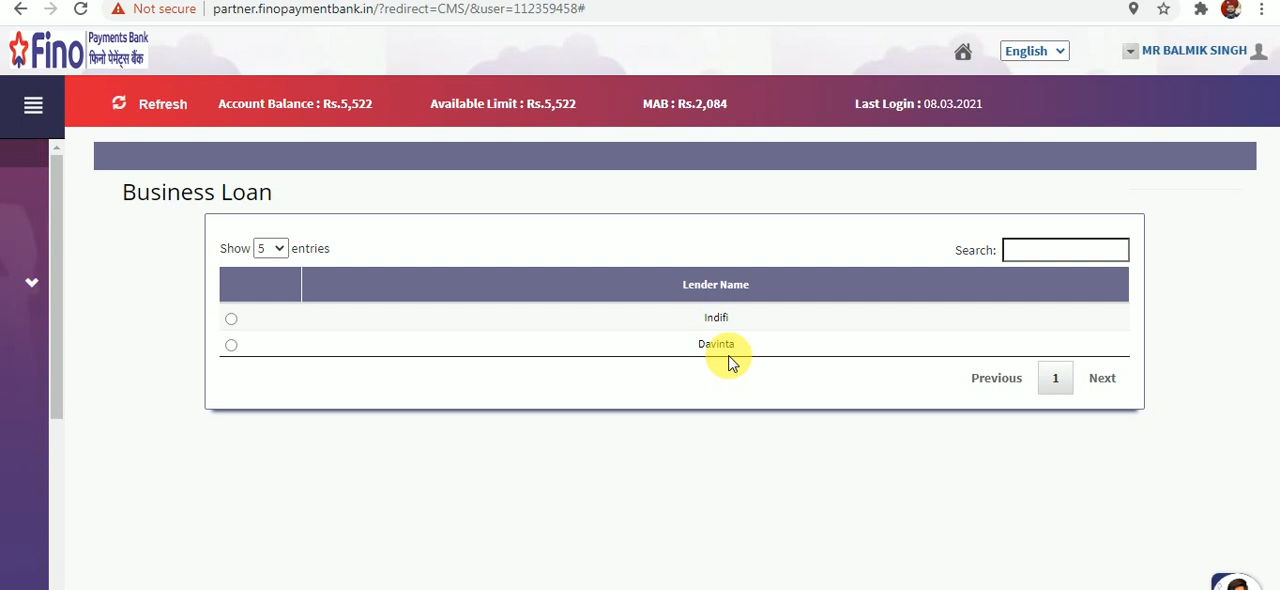 Not secure partner.finopaymentbank.in/?redirect=CMS/&user=112359458#
Fino Payments Bank
फिनो पेमेंट्स बैंक
English
MR BALMIK SINGH
Refresh Account Balance : Rs.5,522 Available Limit : Rs.5,522 MAB : Rs.2,084 Last Login : 08.03.2021
Business Loan
Show 5 entries Search:
Lender Name
Indifi
Davinta
Previous 1 Next